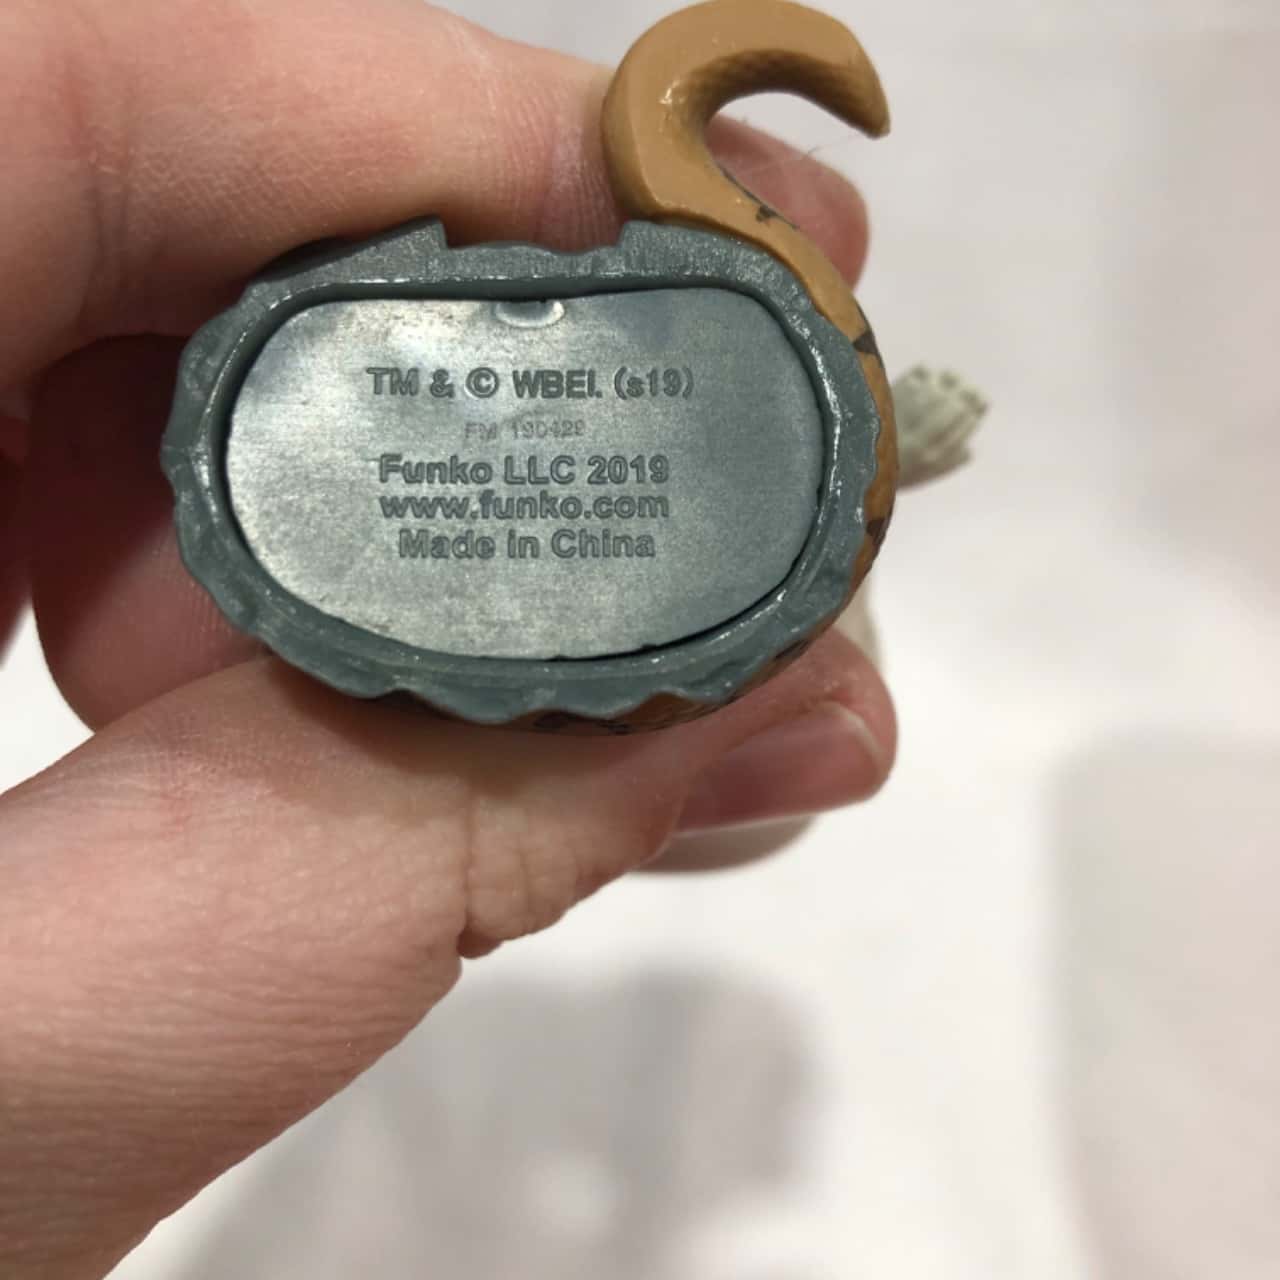 TM & © WBEI. (s19)
FM 190429
Funko LLC 2019
www.funko.com
Made in China